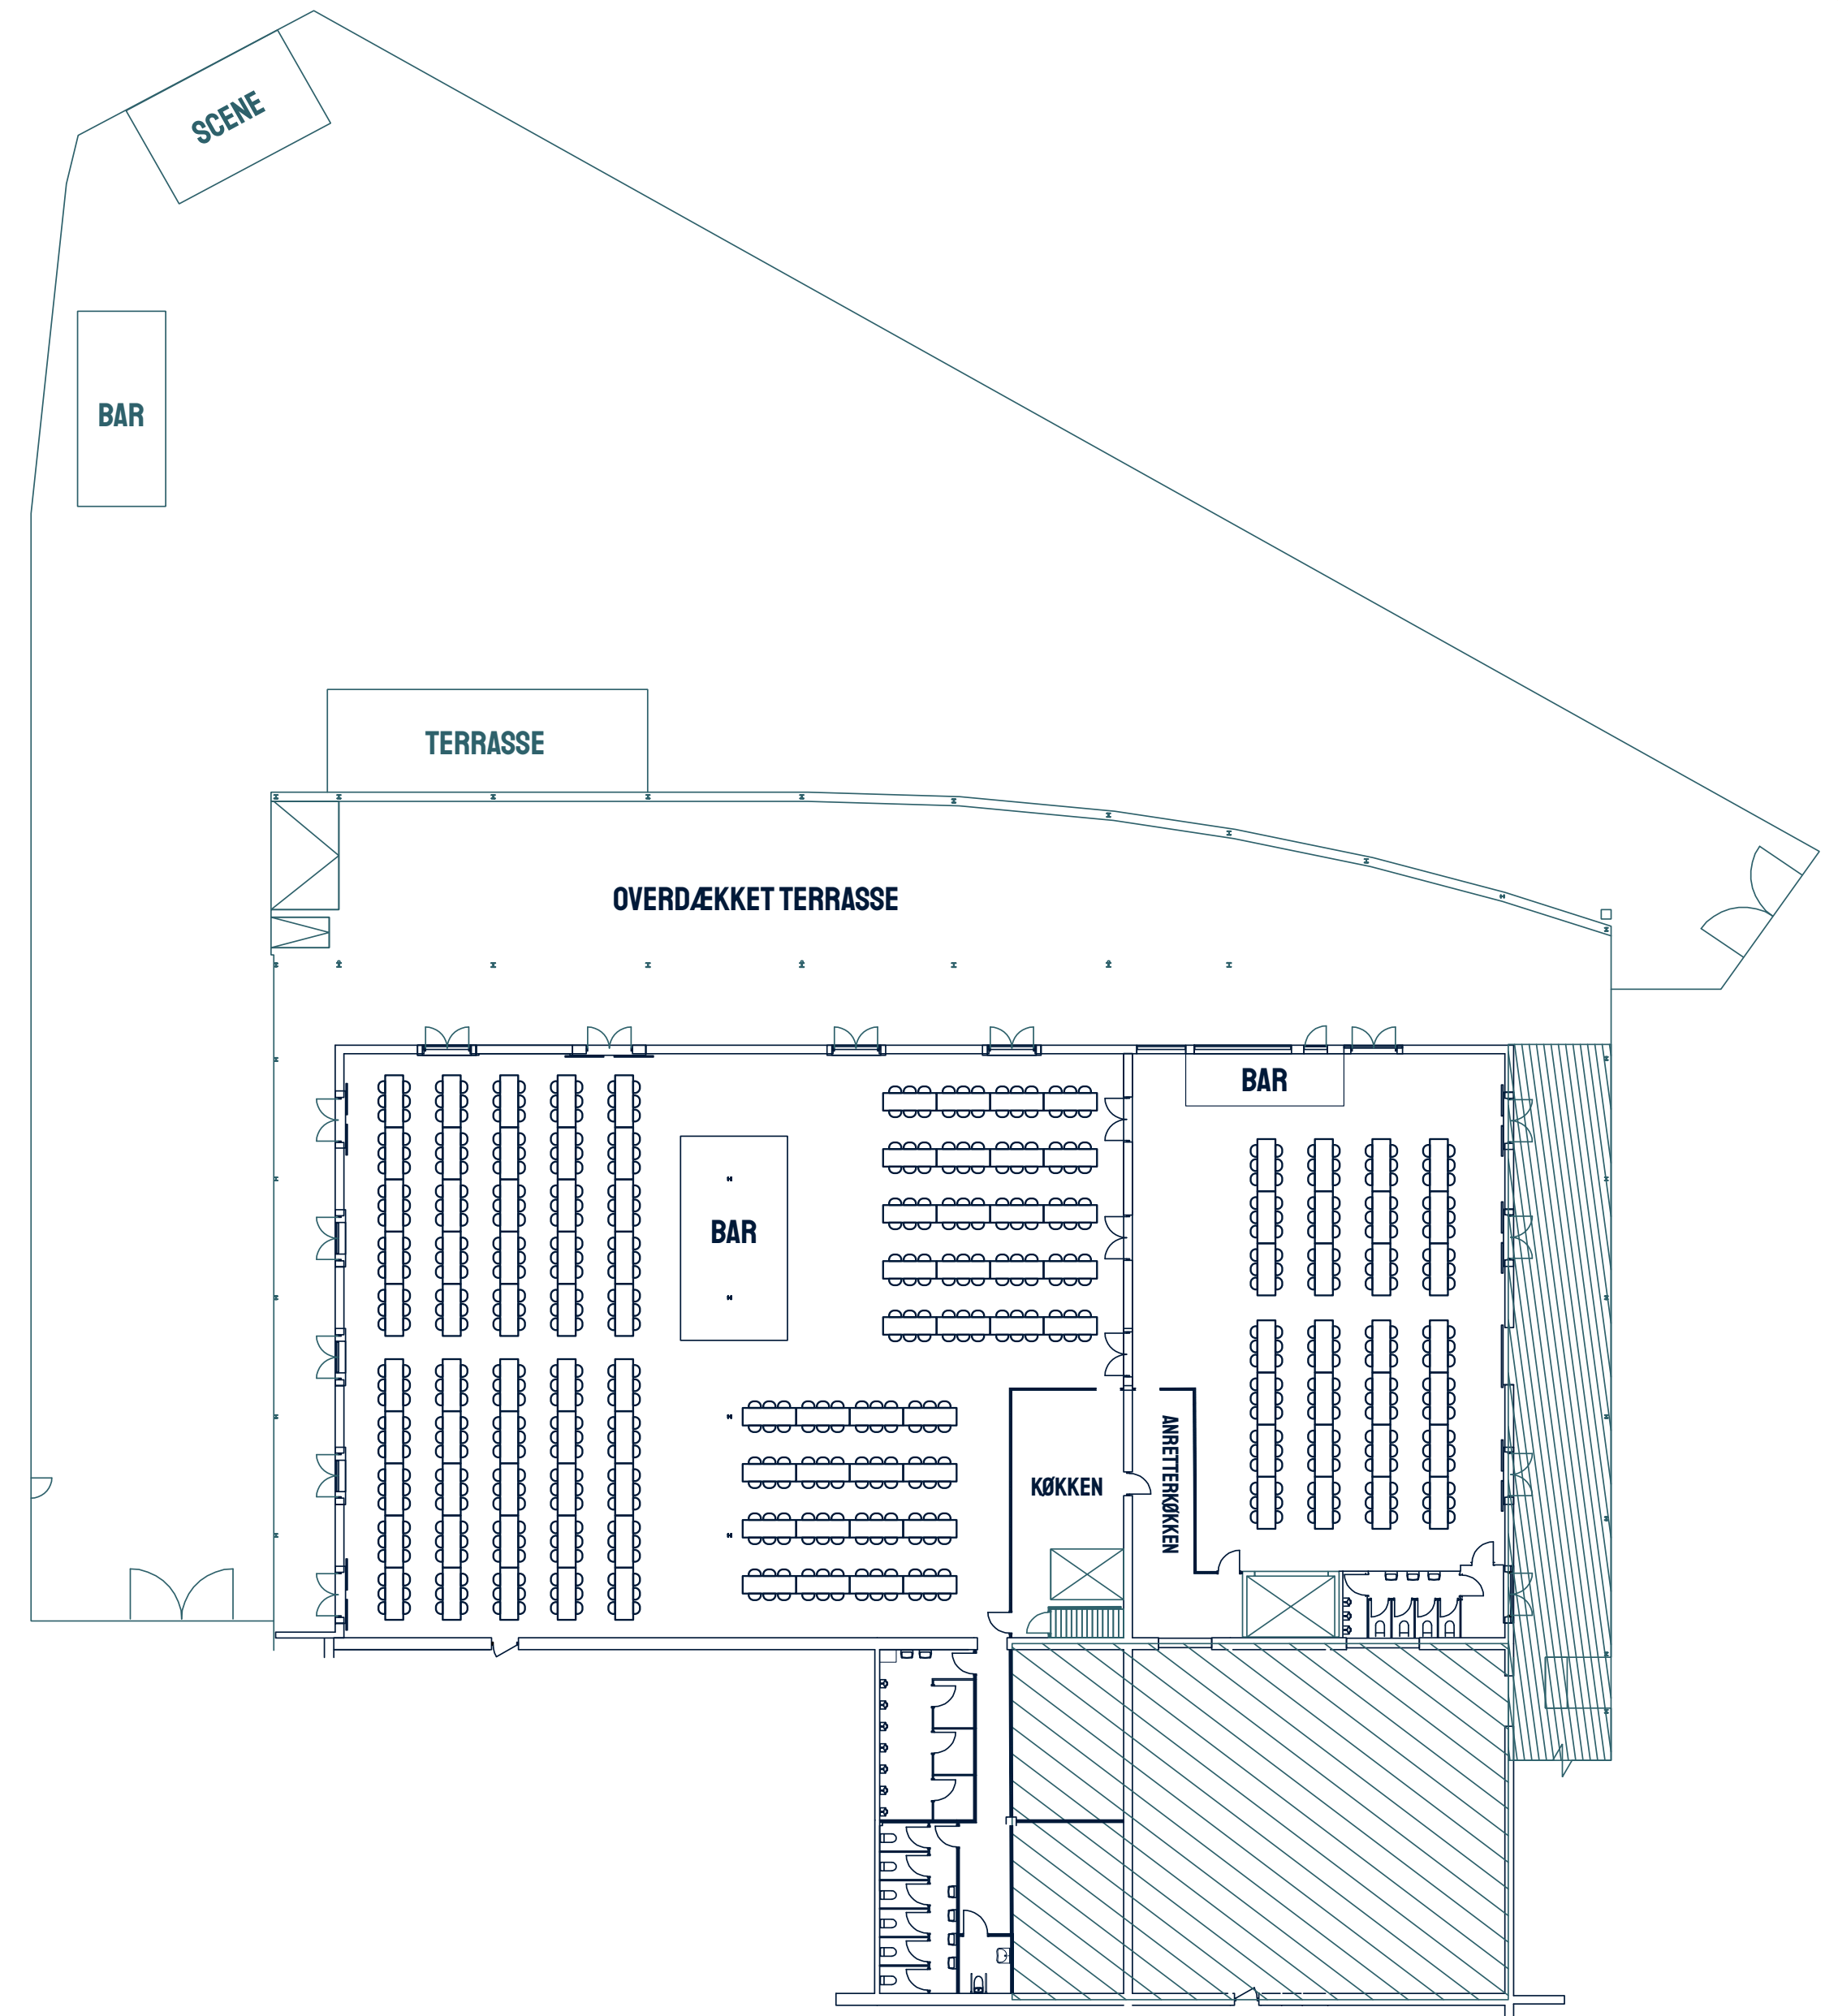 SCENE
BAR
TERRASSE
OVERDÆKKET TERRASSE
BAR
BAR
KØKKEN
ANRETTERKØKKEN